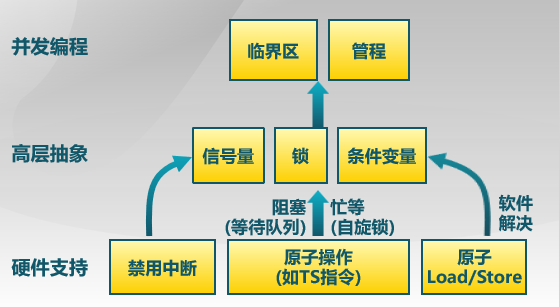 并发编程
临界区
管程
高层抽象
信号量
锁
条件变量
阻塞
(等待队列)
忙等
(自旋锁)
软件
解决
硬件支持
禁用中断
原子操作
(如TS指令)
原子
Load/Store